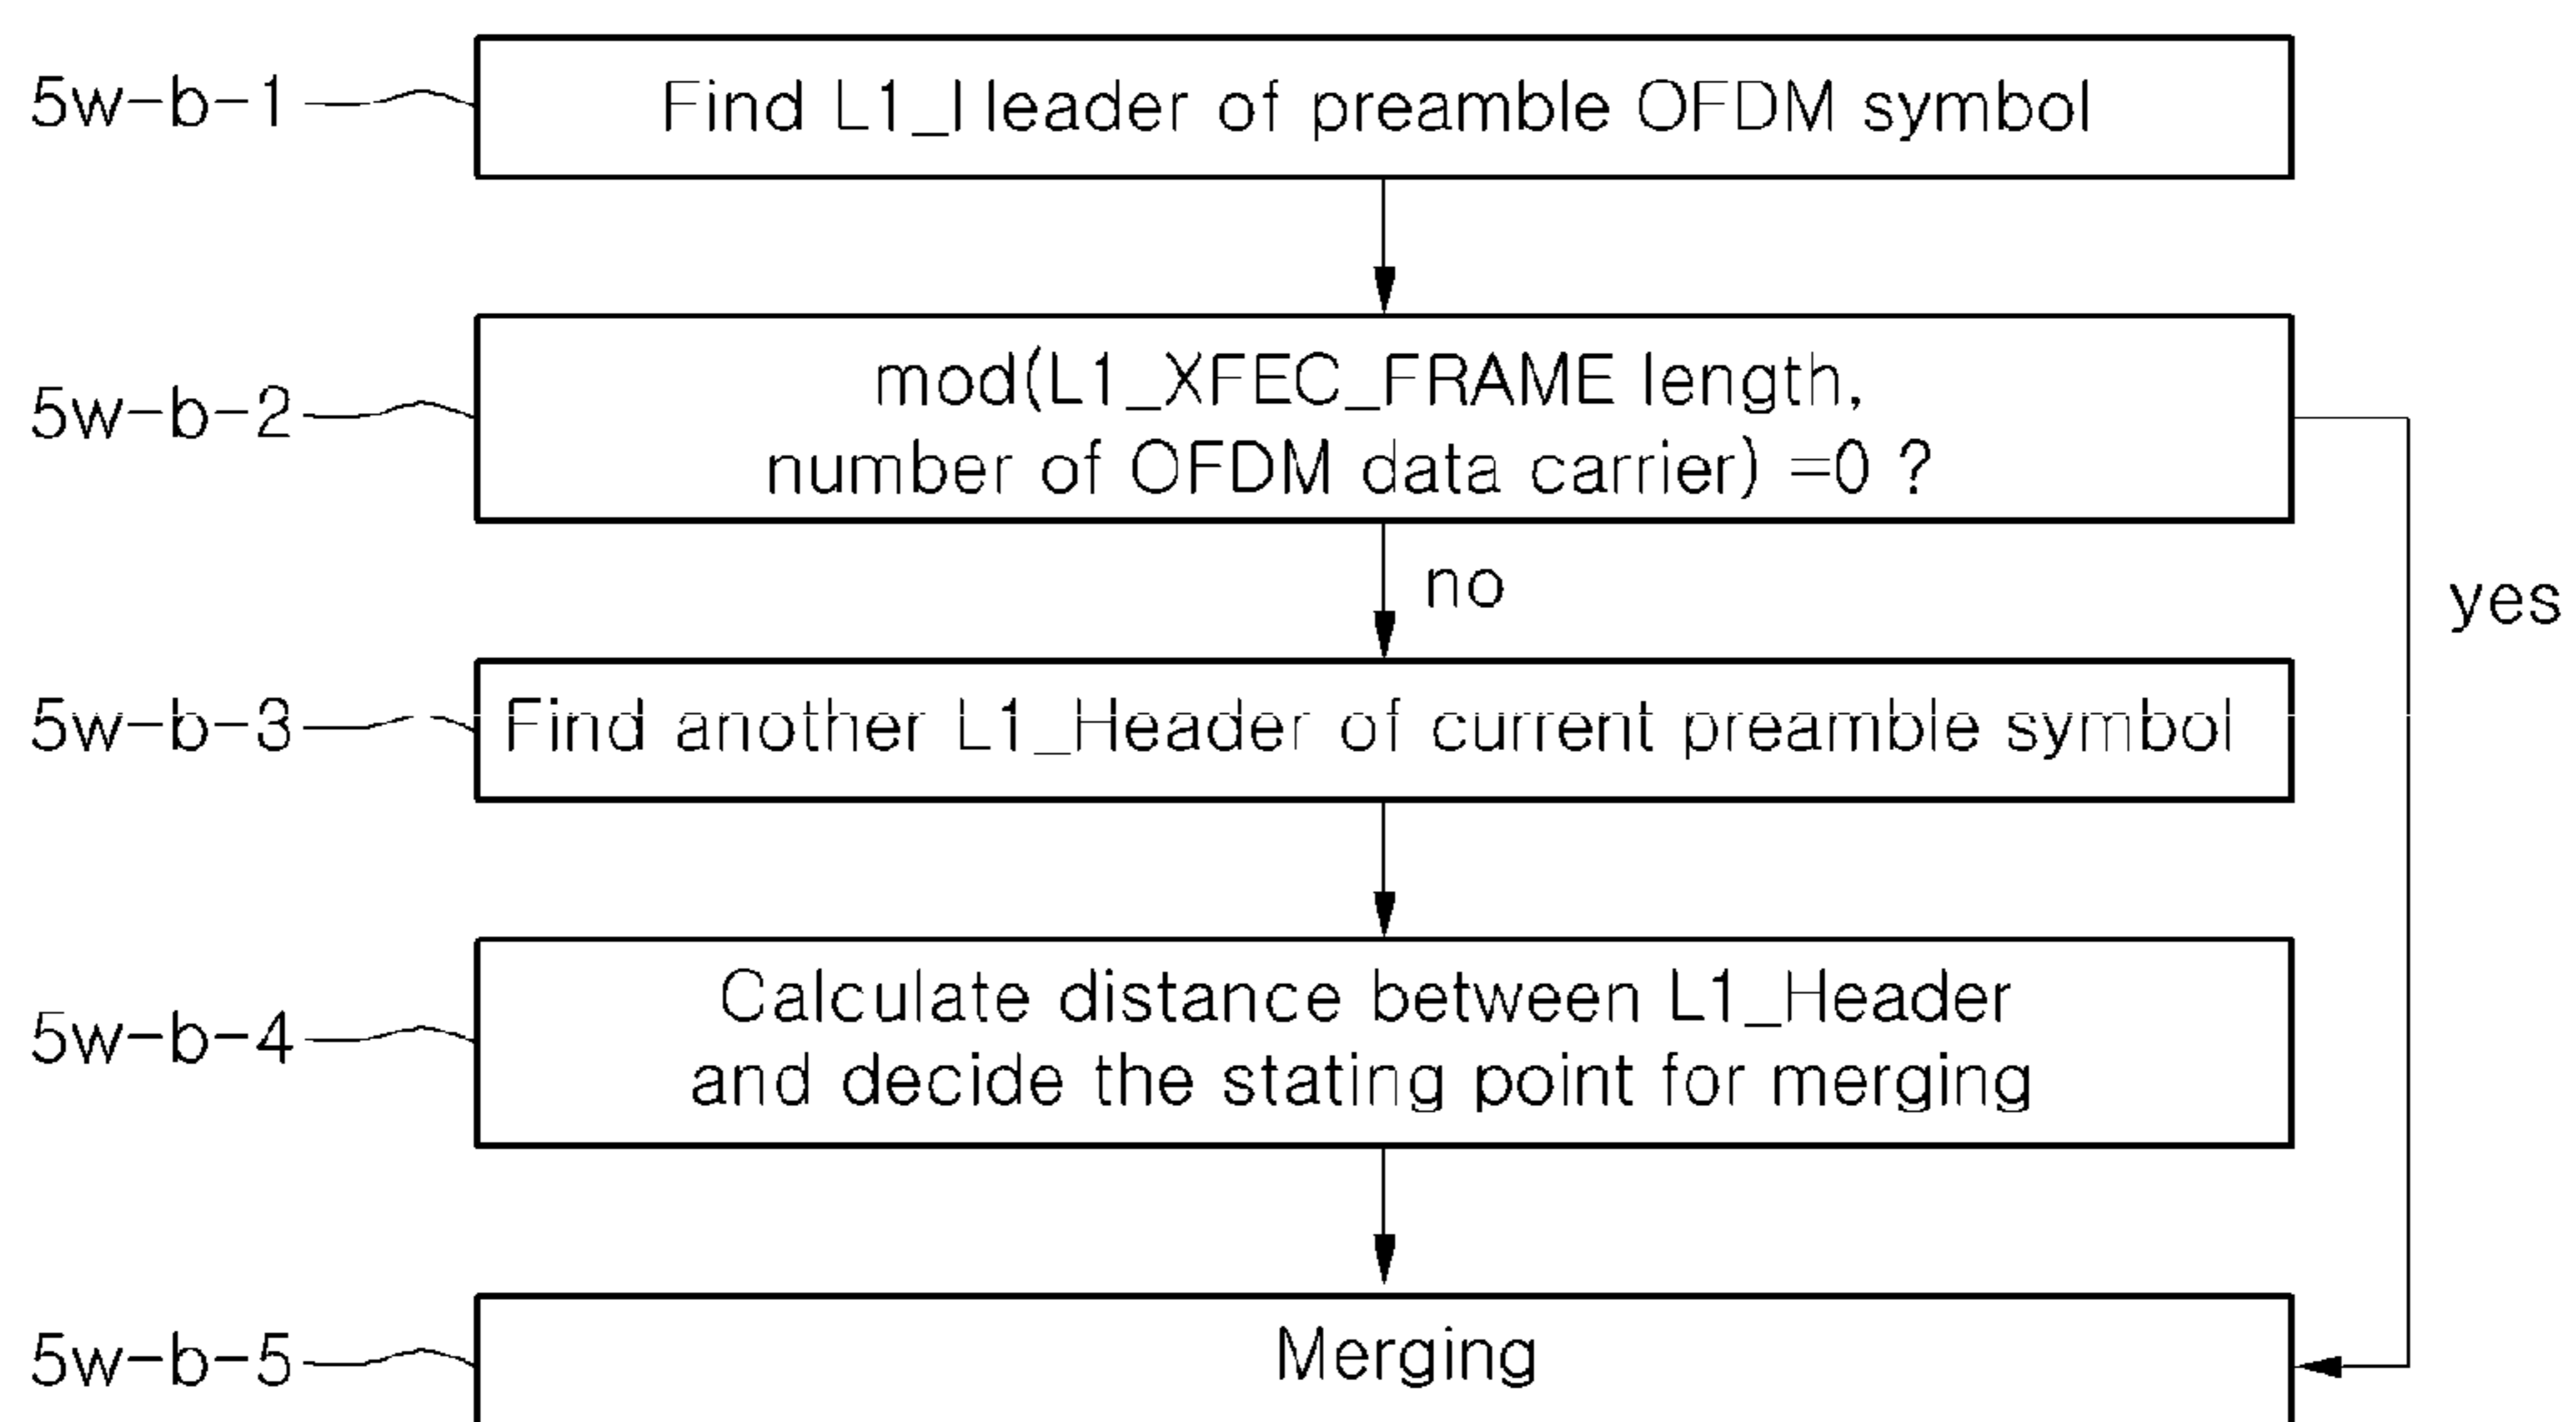 5w-b-1
Find L1_Header of preamble OFDM symbol
5w-b-2
mod(L1_XFEC_FRAME length,
number of OFDM data carrier) =0 ?
no
yes
5w-b-3
Find another L1_Header of current preamble symbol
5w-b-4
Calculate distance between L1_Header
and decide the stating point for merging
5w-b-5
Merging